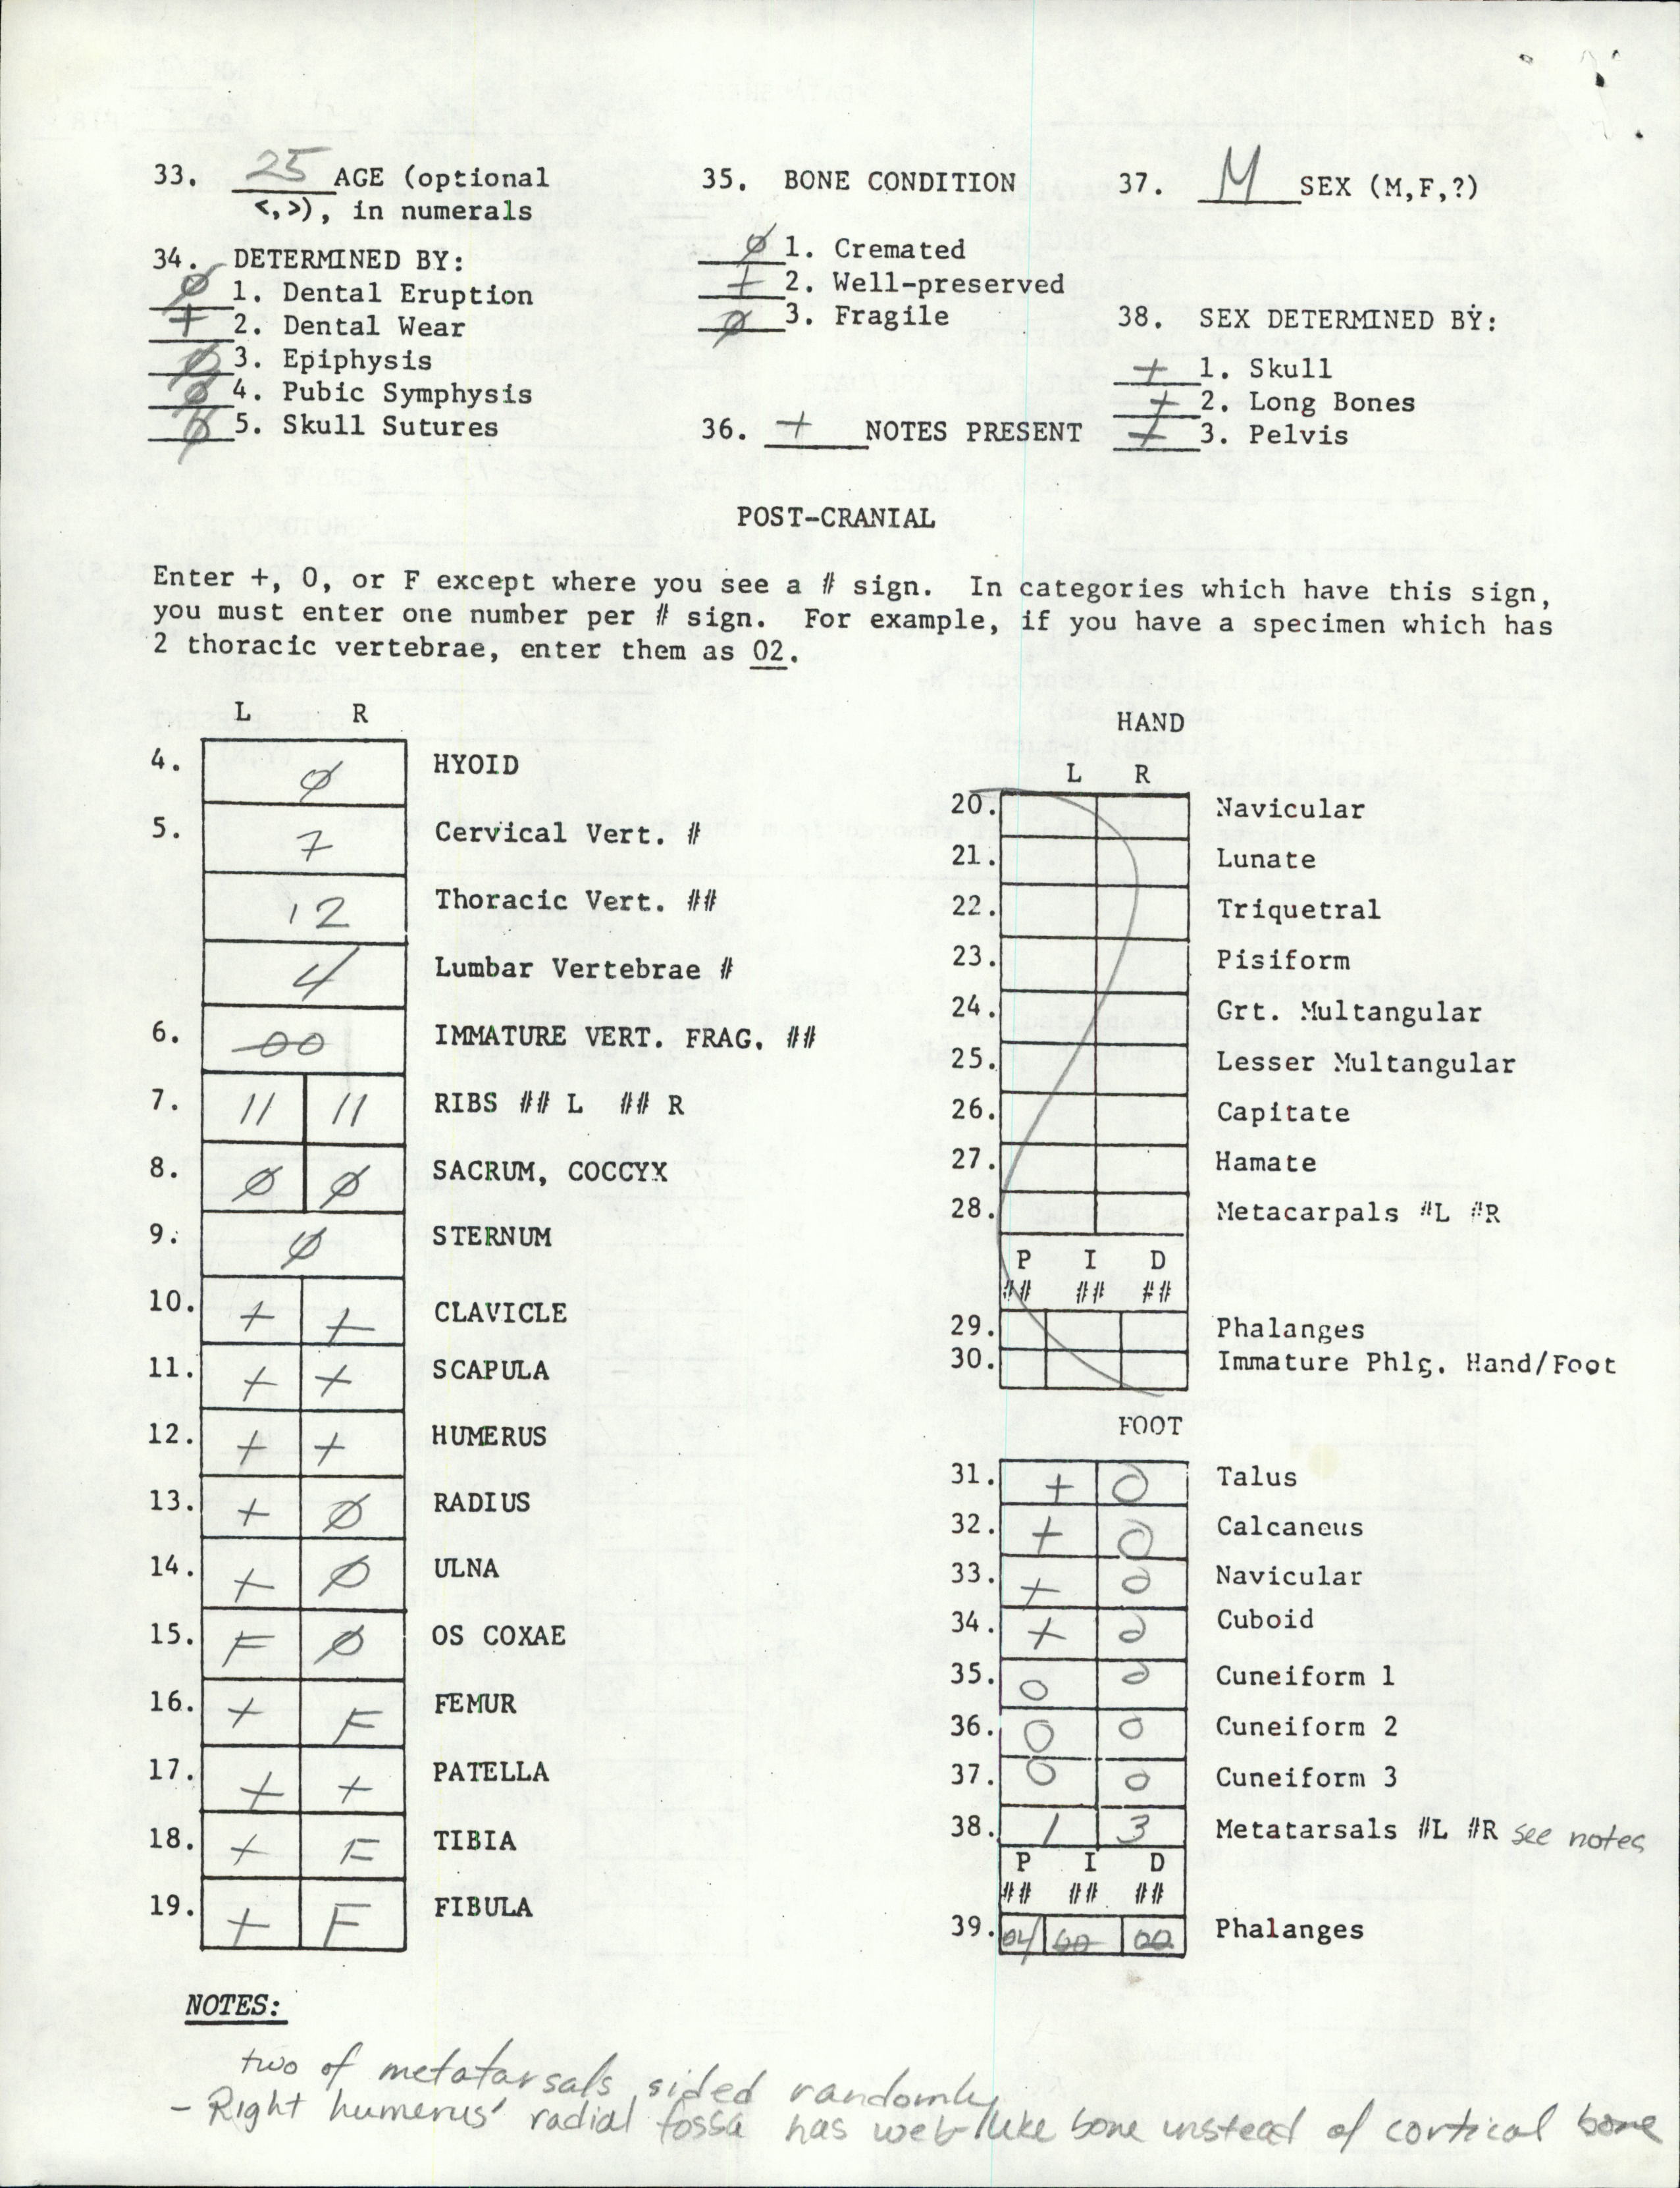 33. 25 AGE (optional
<,>), in numerals
34. DETERMINED BY:
Ø 1. Dental Eruption
+ 2. Dental Wear
Ø 3. Epiphysis
Ø 4. Pubic Symphysis
Ø 5. Skull Sutures
35. BONE CONDITION
Ø 1. Cremated
+ 2. Well-preserved
Ø 3. Fragile
36. + NOTES PRESENT
37. M SEX (M,F,?)
38. SEX DETERMINED BY:
+ 1. Skull
+ 2. Long Bones
+ 3. Pelvis
POST-CRANIAL
Enter +, 0, or F except where you see a # sign. In categories which have this sign,
you must enter one number per # sign. For example, if you have a specimen which has
2 thoracic vertebrae, enter them as 02.
L R
4. Ø HYOID
5. 7 Cervical Vert. #
12 Thoracic Vert. ##
4 Lumbar Vertebrae #
6. 00 IMMATURE VERT. FRAG. ##
7. 11 11 RIBS ## L ## R
8. Ø Ø SACRUM, COCCYX
9. Ø STERNUM
10. + + CLAVICLE
11. + + SCAPULA
12. + + HUMERUS
13. + Ø RADIUS
14. + Ø ULNA
15. F Ø OS COXAE
16. + F FEMUR
17. + + PATELLA
18. + F TIBIA
19. + F FIBULA
HAND
L R
20. Navicular
21. Lunate
22. Triquetral
23. Pisiform
24. Grt. Multangular
25. Lesser Multangular
26. Capitate
27. Hamate
28. Metacarpals #L #R
P I D
## ## ##
29. Phalanges
30. Immature Phlg. Hand/Foot
FOOT
31. + 0 Talus
32. + 0 Calcaneus
33. + 0 Navicular
34. + 0 Cuboid
35. 0 0 Cuneiform 1
36. 0 0 Cuneiform 2
37. 0 0 Cuneiform 3
38. 1 3 Metatarsals #L #R see notes
P I D
## ## ##
39. 04 00 00 Phalanges
NOTES:
two of metatarsals sided randomly
- Right humerus' radial fossa has web-like bone instead of cortical bone